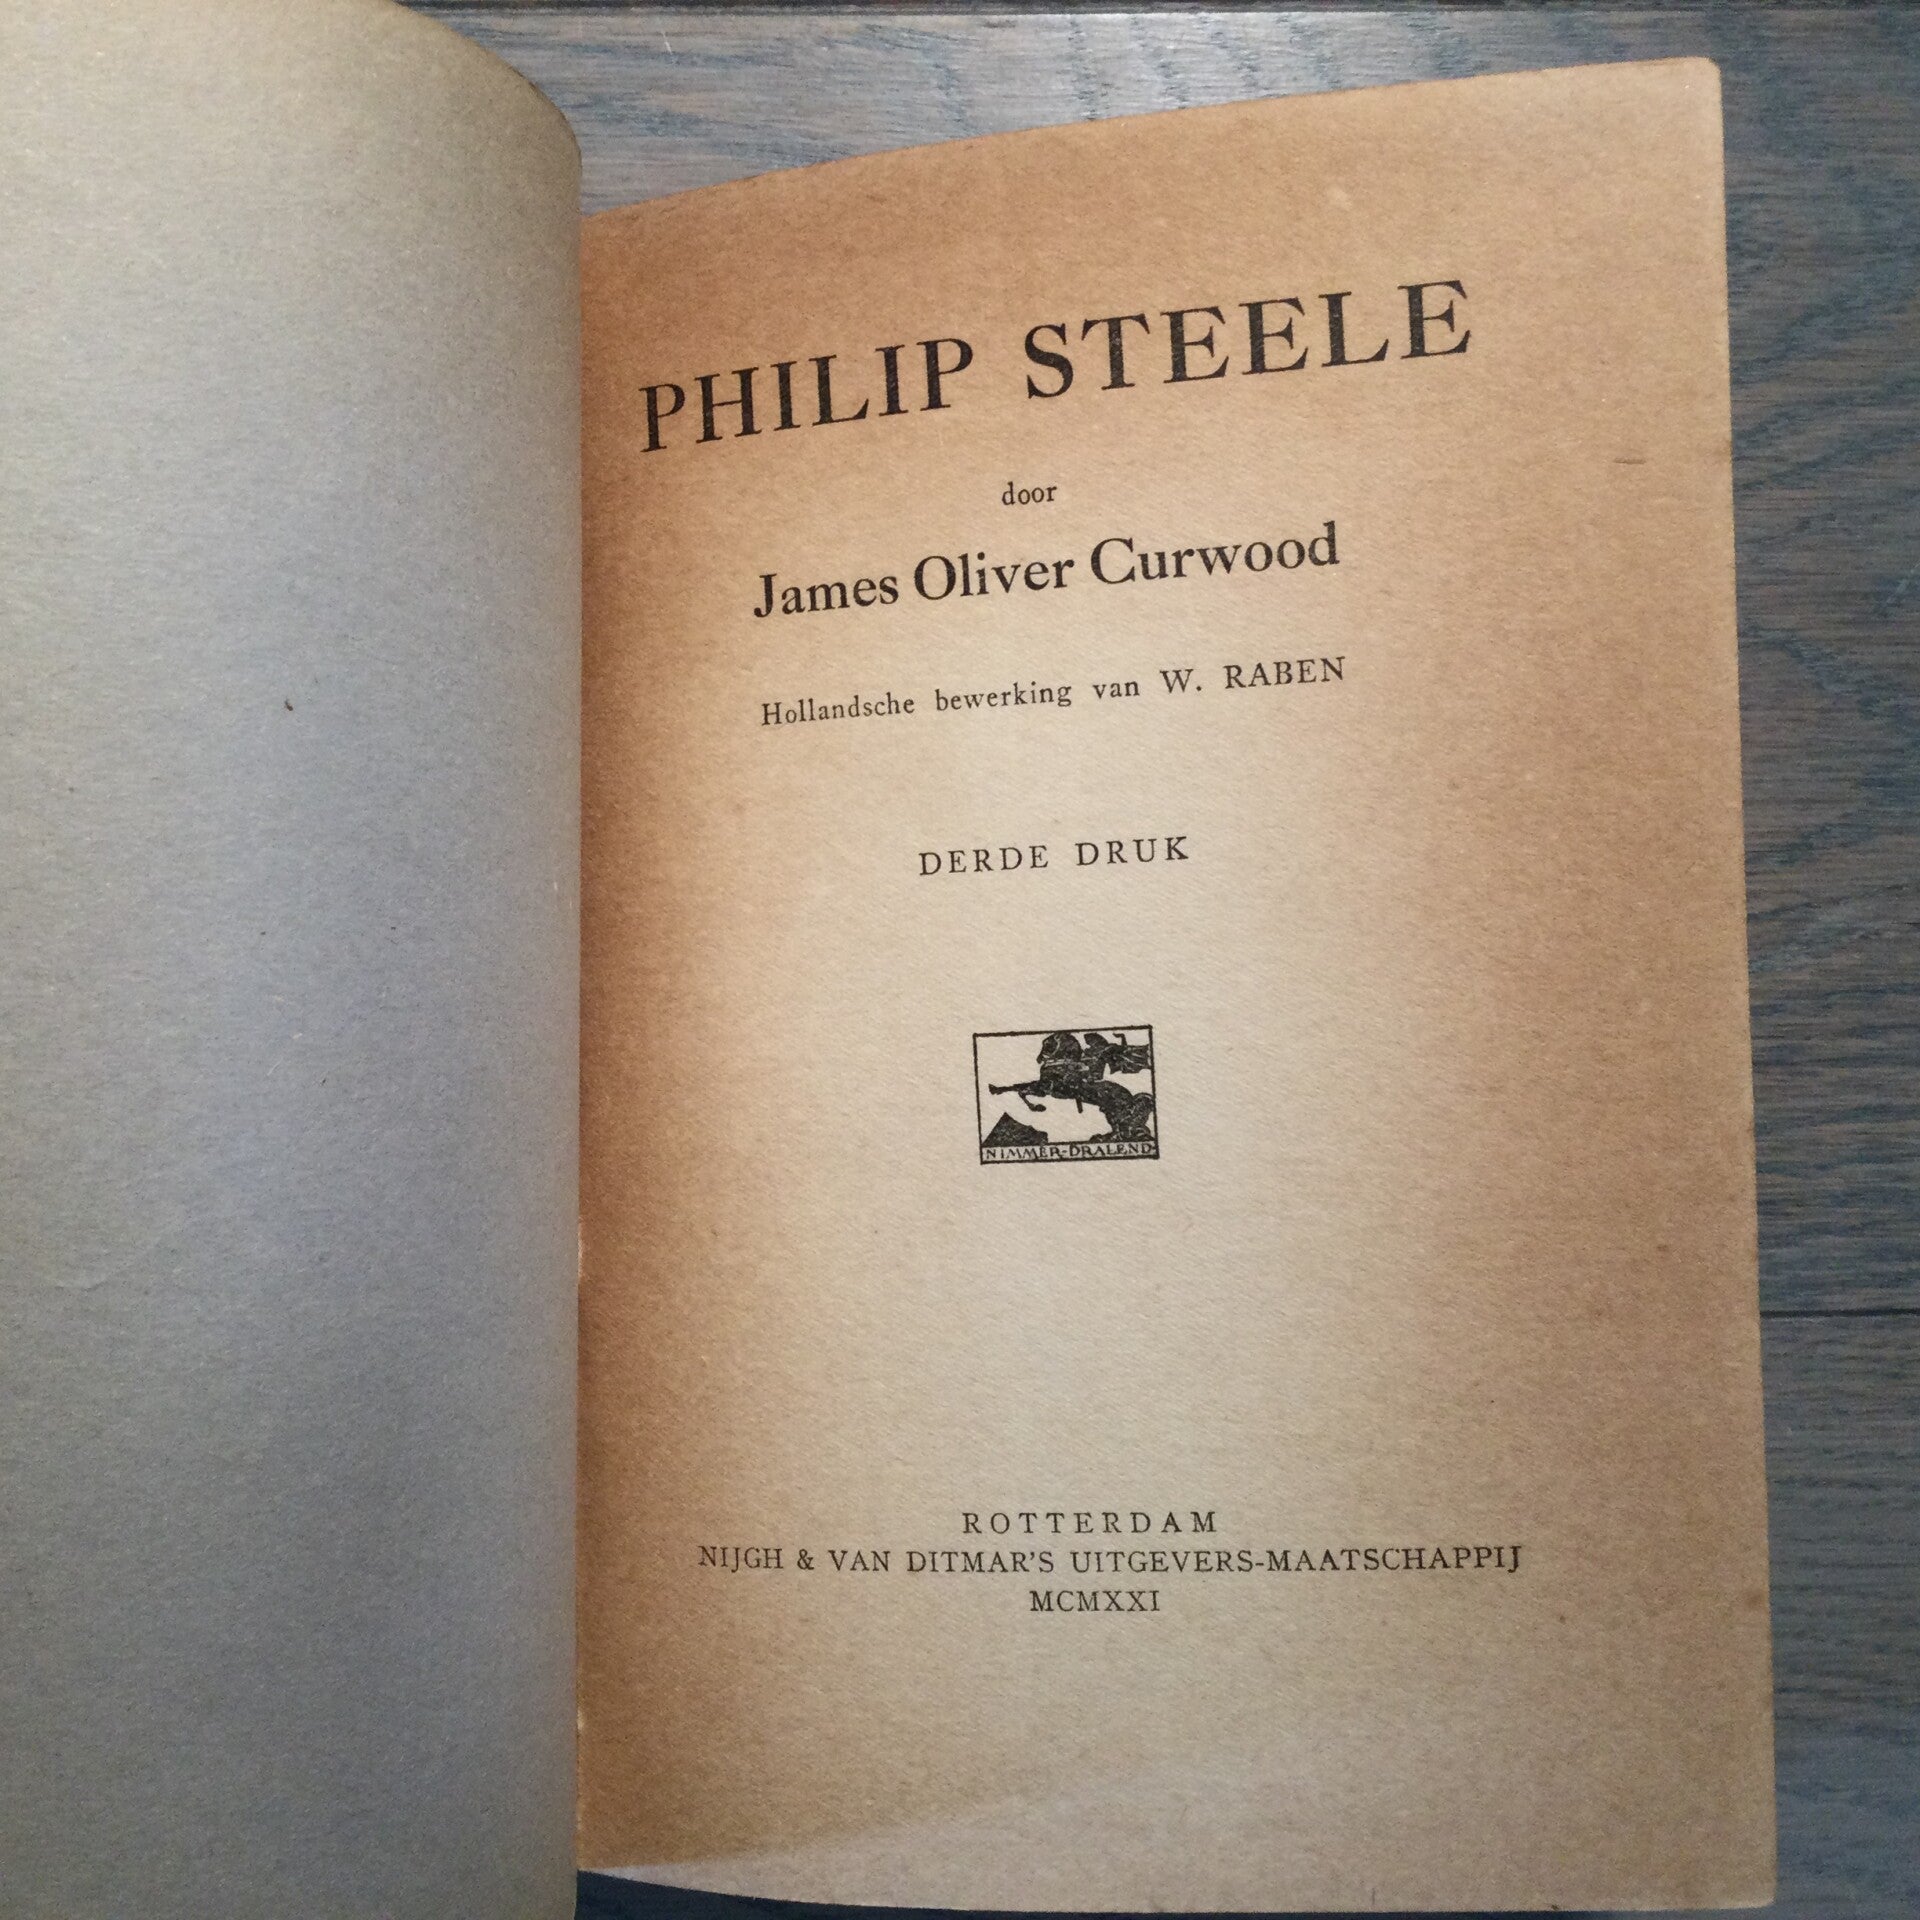 PHILIP STEELE
door
James Oliver Curwood
Hollandsche bewerking van W. RABEN
DERDE DRUK
NIMMER-DRALEND
ROTTERDAM
NIJGH & VAN DITMAR'S UITGEVERS-MAATSCHAPPIJ
MCMXXI